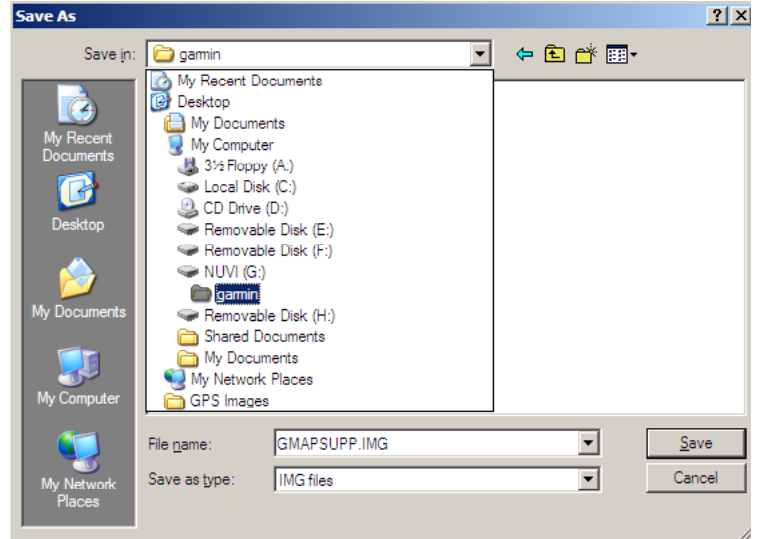 Save As
Save in:
garmin
My Recent Documents
Desktop
My Documents
My Computer
3½ Floppy (A:)
Local Disk (C:)
CD Drive (D:)
Removable Disk (E:)
Removable Disk (F:)
NUVI (G:)
garmin
Removable Disk (H:)
Shared Documents
My Documents
My Network Places
GPS Images
My Recent
Documents
Desktop
My Documents
My Computer
My Network
Places
File name:
GMAPSUPP.IMG
Save
Save as type:
IMG files
Cancel